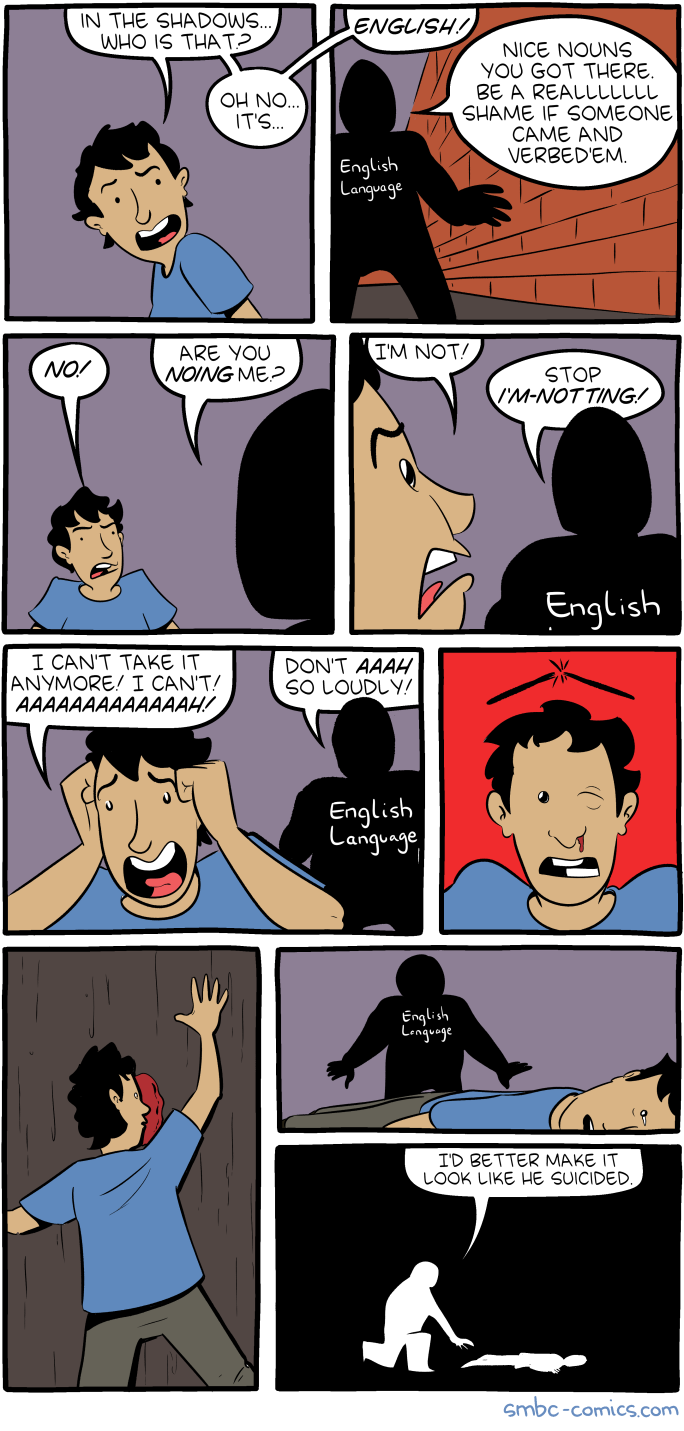 IN THE SHADOWS...
WHO IS THAT?
OH NO...
IT'S...
ENGLISH!
NICE NOUNS
YOU GOT THERE.
BE A REALLLLLLL
SHAME IF SOMEONE
CAME AND
VERBED'EM.
English
Language
NO!
ARE YOU
NOING ME?
I'M NOT!
STOP
I'M-NOTTING!
English
I CAN'T TAKE IT
ANYMORE! I CAN'T!
AAAAAAAAAAAAAH!
DON'T AAAH
SO LOUDLY!
English
Language
English
Language
I'D BETTER MAKE IT
LOOK LIKE HE SUICIDED.
smbc-comics.com